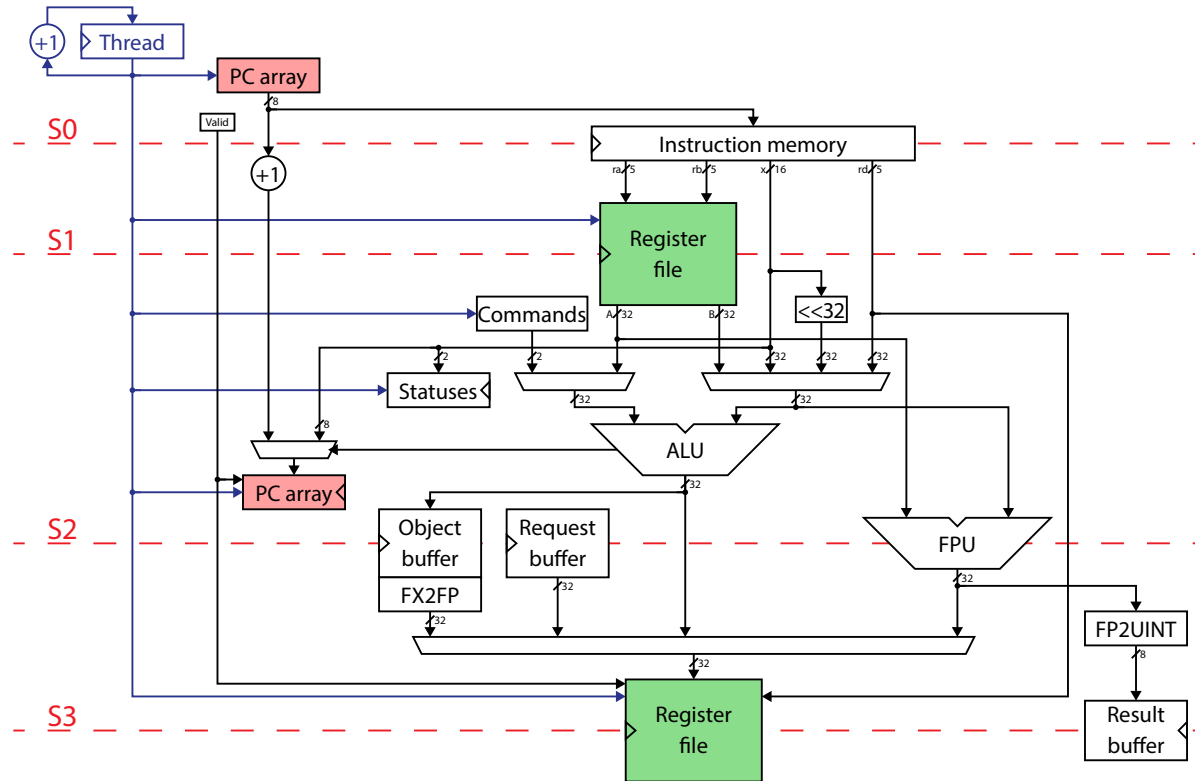 +1
Thread
PC array
8
Valid
S0
Instruction memory
+1
ra 5
rb 5
x 16
rd 5
Register
file
S1
Commands
A 32
B 32
<<32
2
2
32
32
32
Statuses
32
32
8
ALU
PC array
32
Object
buffer
Request
buffer
S2
FPU
FX2FP
32
32
32
FP2UINT
32
8
Register
file
S3
Result
buffer